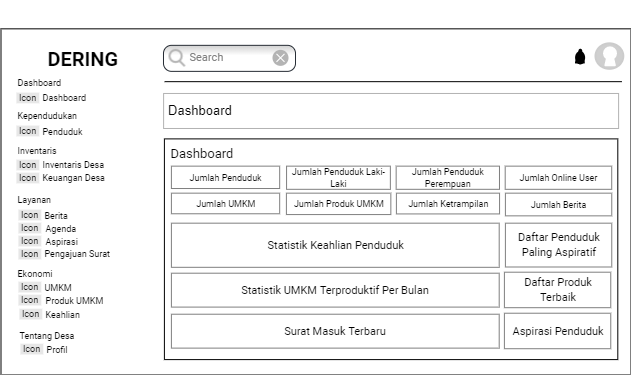 DERING
Search
Dashboard
Icon Dashboard
Kependudukan
Icon Penduduk
Inventaris
Icon Inventaris Desa
Icon Keuangan Desa
Layanan
Icon Berita
Icon Agenda
Icon Aspirasi
Icon Pengajuan Surat
Ekonomi
Icon UMKM
Icon Produk UMKM
Icon Keahlian
Tentang Desa
Icon Profil
Dashboard
Dashboard
Jumlah Penduduk
Jumlah Penduduk Laki-
Laki
Jumlah Penduduk
Perempuan
Jumlah Online User
Jumlah UMKM
Jumlah Produk UMKM
Jumlah Ketrampilan
Jumlah Berita
Statistik Keahlian Penduduk
Daftar Penduduk
Paling Aspiratif
Statistik UMKM Terproduktif Per Bulan
Daftar Produk
Terbaik
Surat Masuk Terbaru
Aspirasi Penduduk